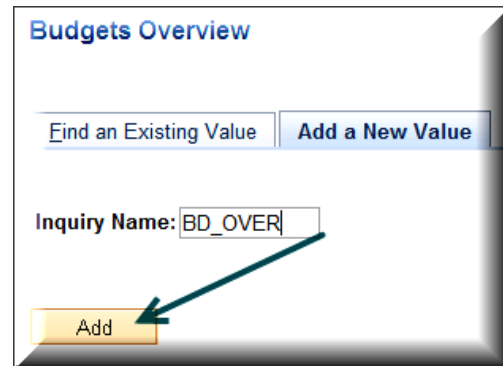 Budgets Overview
Find an Existing Value
Add a New Value
Inquiry Name: BD_OVER
Add